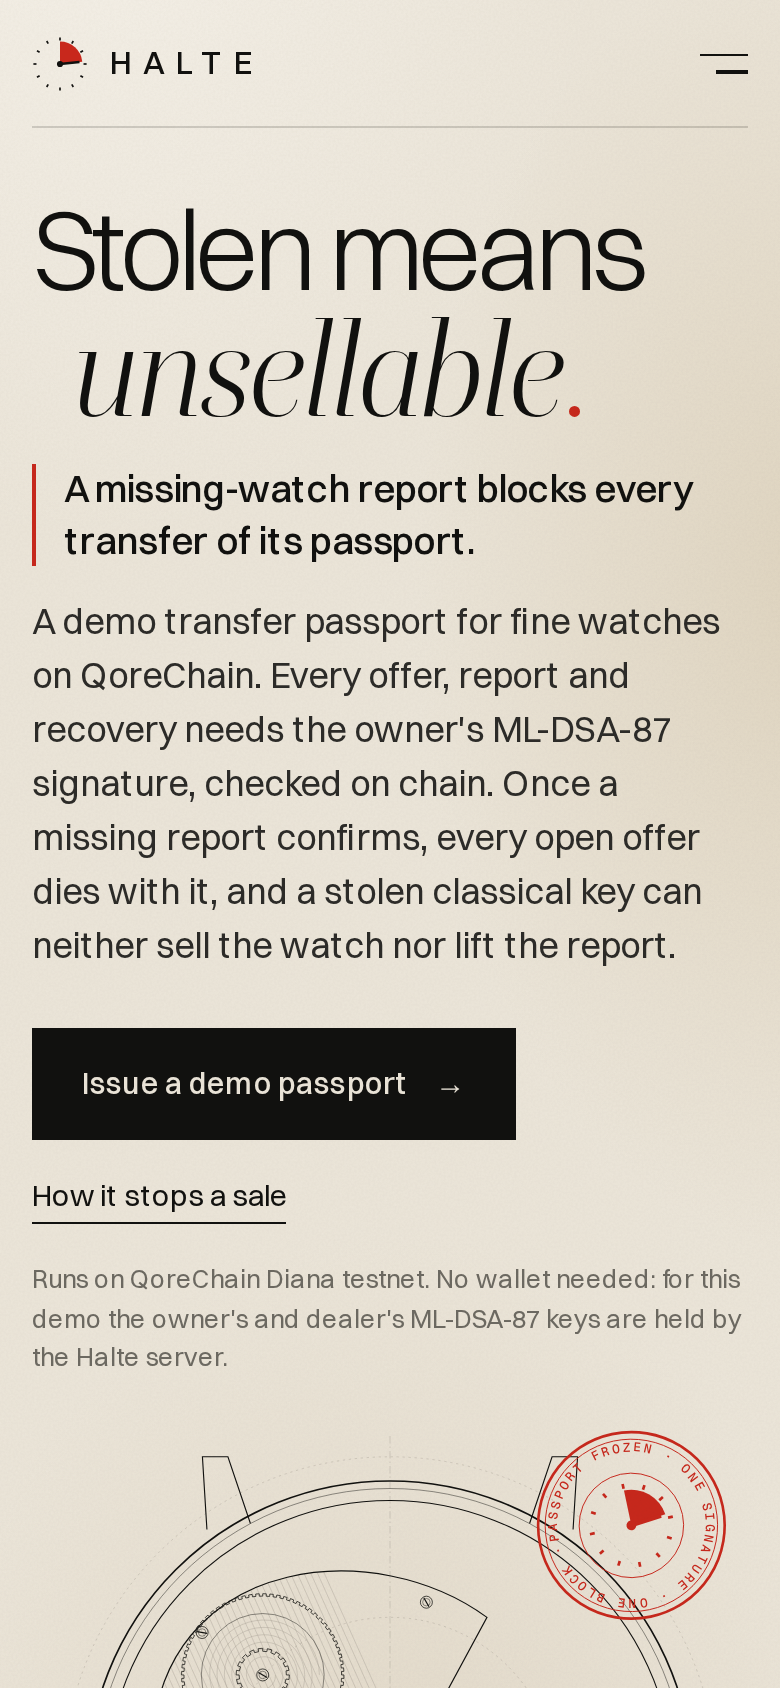 HALTE
Stolen means
unsellable.
A missing-watch report blocks every
transfer of its passport.
A demo transfer passport for fine watches
on QoreChain. Every offer, report and
recovery needs the owner's ML-DSA-87
signature, checked on chain. Once a
missing report confirms, every open offer
dies with it, and a stolen classical key can
neither sell the watch nor lift the report.
Issue a demo passport →
How it stops a sale
Runs on QoreChain Diana testnet. No wallet needed: for this
demo the owner's and dealer's ML-DSA-87 keys are held by
the Halte server.
PASSPORT FROZEN · ONE SIGNATURE · ONE BLOCK ·